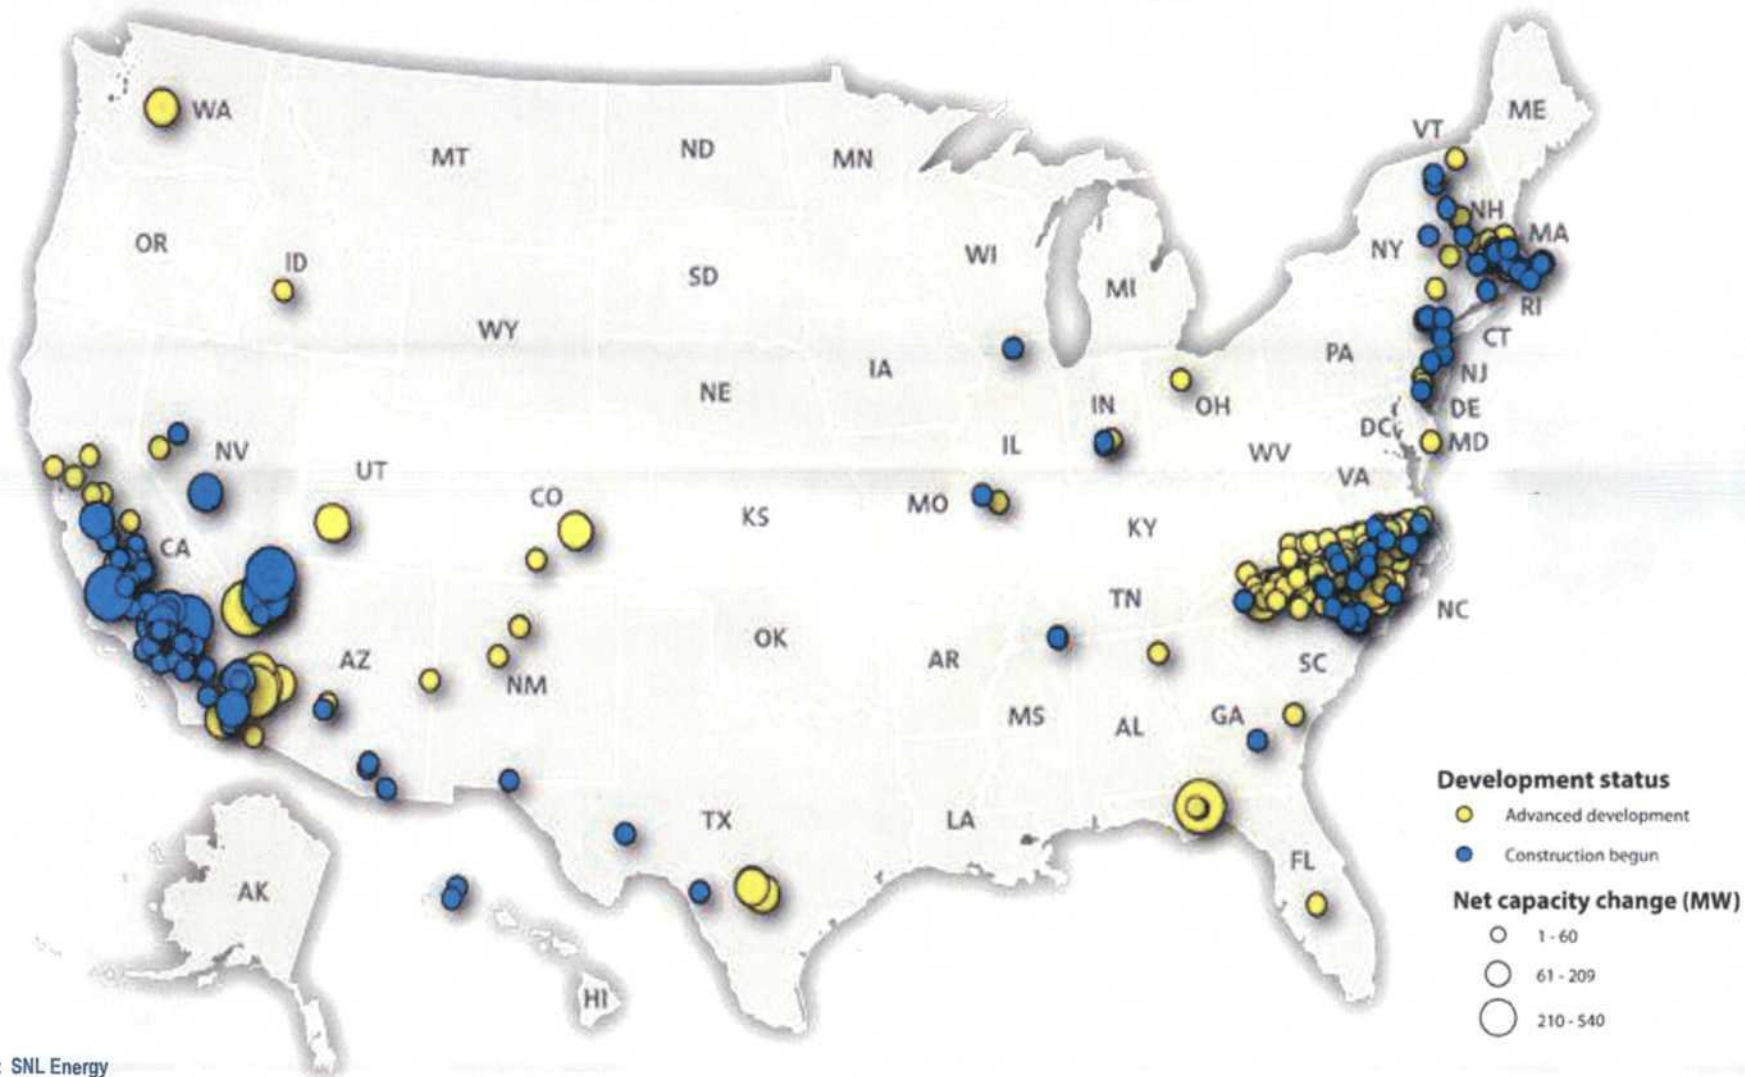 WA
MT
ND
MN
VT
ME
OR
ID
SD
WI
MI
NY
NH
MA
RI
WY
CT
IA
PA
NE
NJ
IN
OH
DE
NV
IL
DC
MD
WV
UT
CO
KS
MO
VA
CA
KY
TN
NC
AZ
OK
AR
SC
NM
MS
AL
GA
TX
LA
FL
AK
HI
Development status
Advanced development
Construction begun
Net capacity change (MW)
1 - 60
61 - 209
210 - 540
: SNL Energy